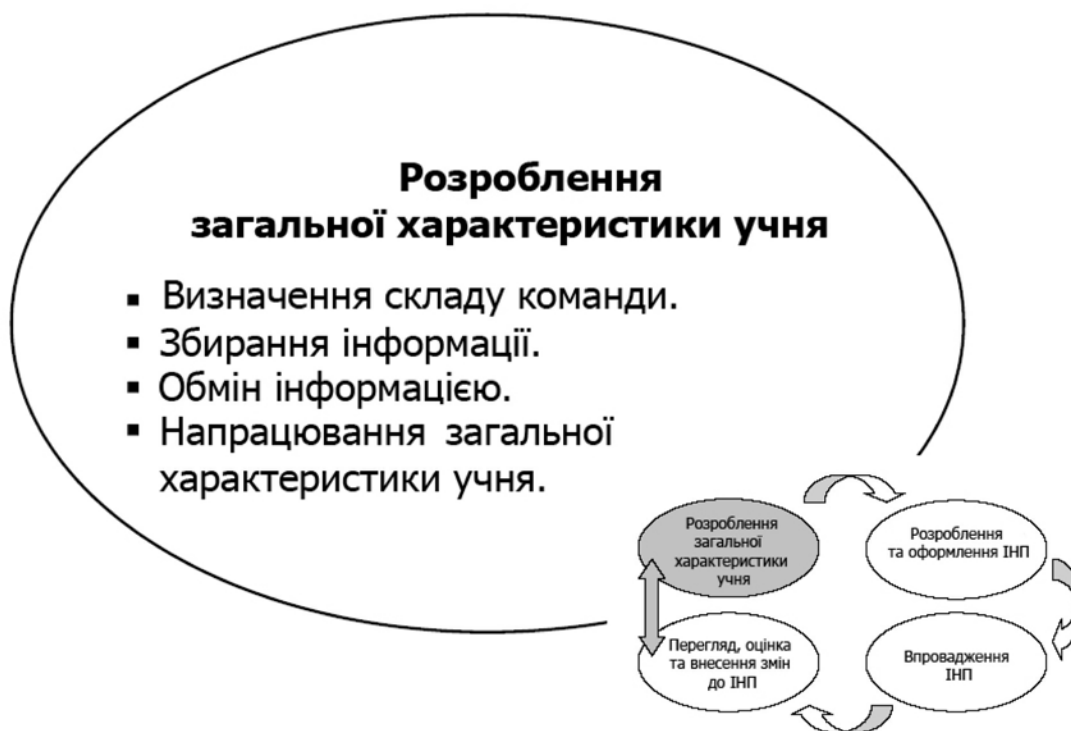 Розроблення
загальної характеристики учня
▪ Визначення складу команди.
▪ Збирання інформації.
▪ Обмін інформацією.
▪ Напрацювання загальної
характеристики учня.
Розроблення
загальної
характеристики
учня
Розроблення
та оформлення ІНП
Перегляд, оцінка
та внесення змін
до ІНП
Впровадження
ІНП